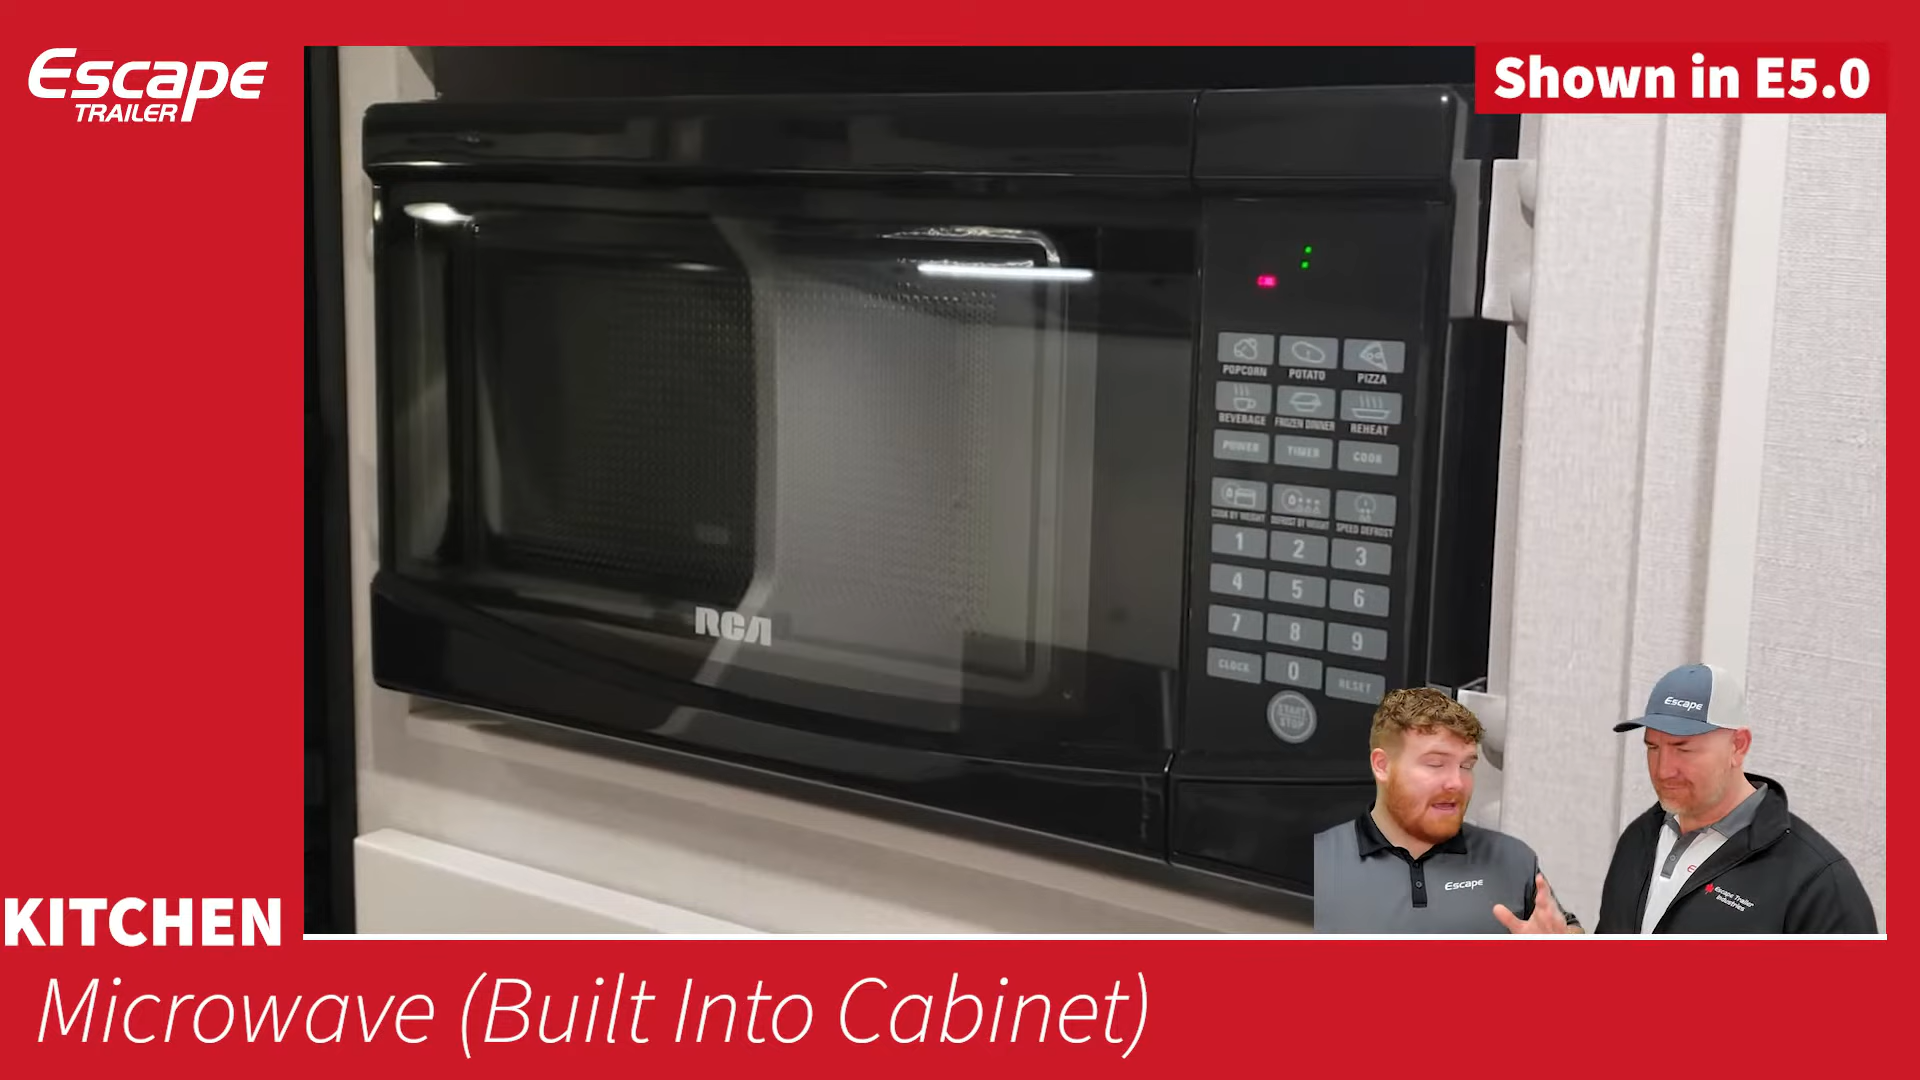 Escape
TRAILER
Shown in E5.0
POPCORN POTATO PIZZA
BEVERAGE FROZEN DINNER REHEAT
POWER TIMER COOK
COOK BY WEIGHT DEFROST BY WEIGHT SPEED DEFROST
1 2 3
4 5 6
7 8 9
CLOCK 0 RESET
START
STOP
RCA
Escape
Escape
Escape Trailer
Industries
KITCHEN
Microwave (Built Into Cabinet)